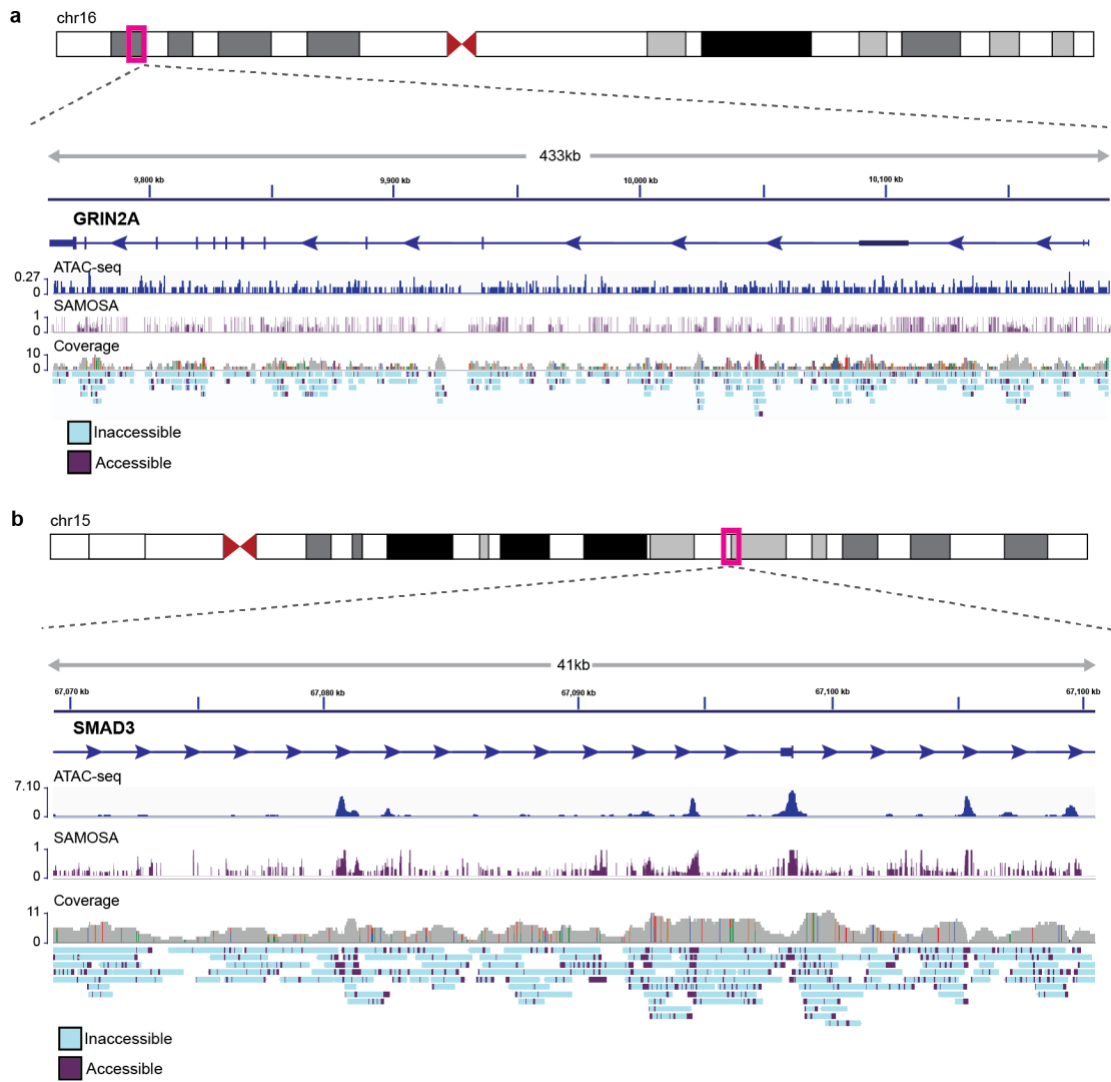 a
chr16
433kb
9,800 kb 9,900 kb 10,000 kb 10,100 kb
GRIN2A
ATAC-seq
0.27
0
SAMOSA
1
0
Coverage
10
0
Inaccessible
Accessible
b
chr15
41kb
67,070 kb 67,080 kb 67,090 kb 67,100 kb 67,100 kb
SMAD3
ATAC-seq
7.10
0
SAMOSA
1
0
Coverage
11
0
Inaccessible
Accessible